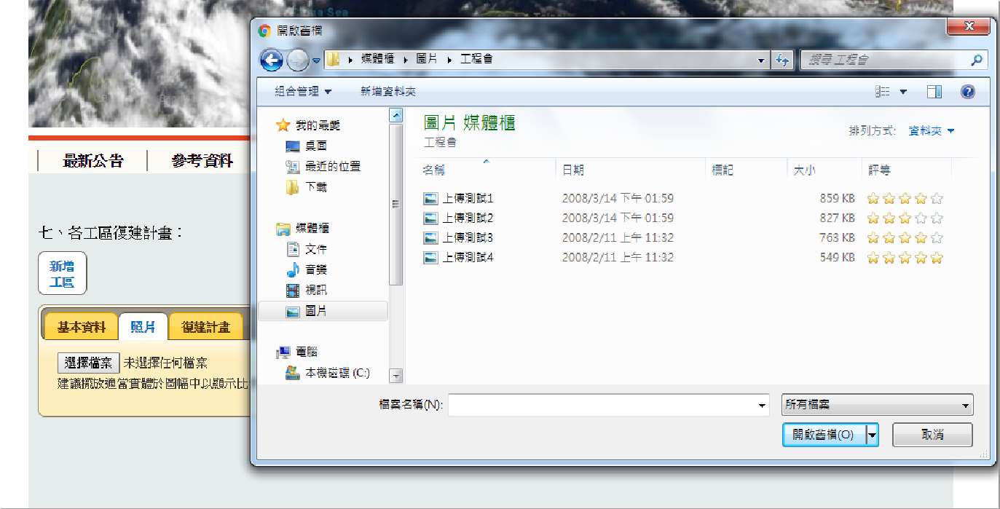 開啟舊檔
媒體櫃 圖片 工程會
搜尋 工程會
組合管理 新增資料夾
我的最愛
桌面
最近的位置
下載
媒體櫃
文件
音樂
視訊
圖片
電腦
本機磁碟 (C:)
圖片 媒體櫃
工程會
排列方式: 資料夾
名稱 日期 標記 大小 評等
上傳測試1 2008/3/14 下午 01:59 859 KB
上傳測試2 2008/3/14 下午 01:59 827 KB
上傳測試3 2008/2/11 上午 11:32 763 KB
上傳測試4 2008/2/11 上午 11:32 549 KB
檔案名稱(N):
所有檔案
開啟舊檔(O) 取消
最新公告 參考資料
七、各工區復建計畫：
新增
工區
基本資料 照片 復建計畫
選擇檔案 未選擇任何檔案
建議擺放適當實體於圖幅中以顯示比